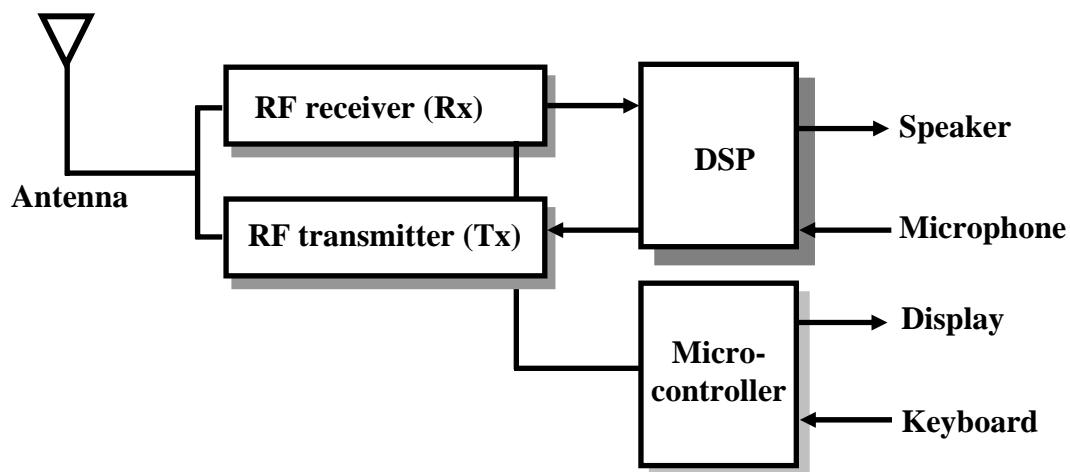 RF receiver (Rx)
Speaker
DSP
Antenna
Microphone
RF transmitter (Tx)
Display
Micro-
controller
Keyboard